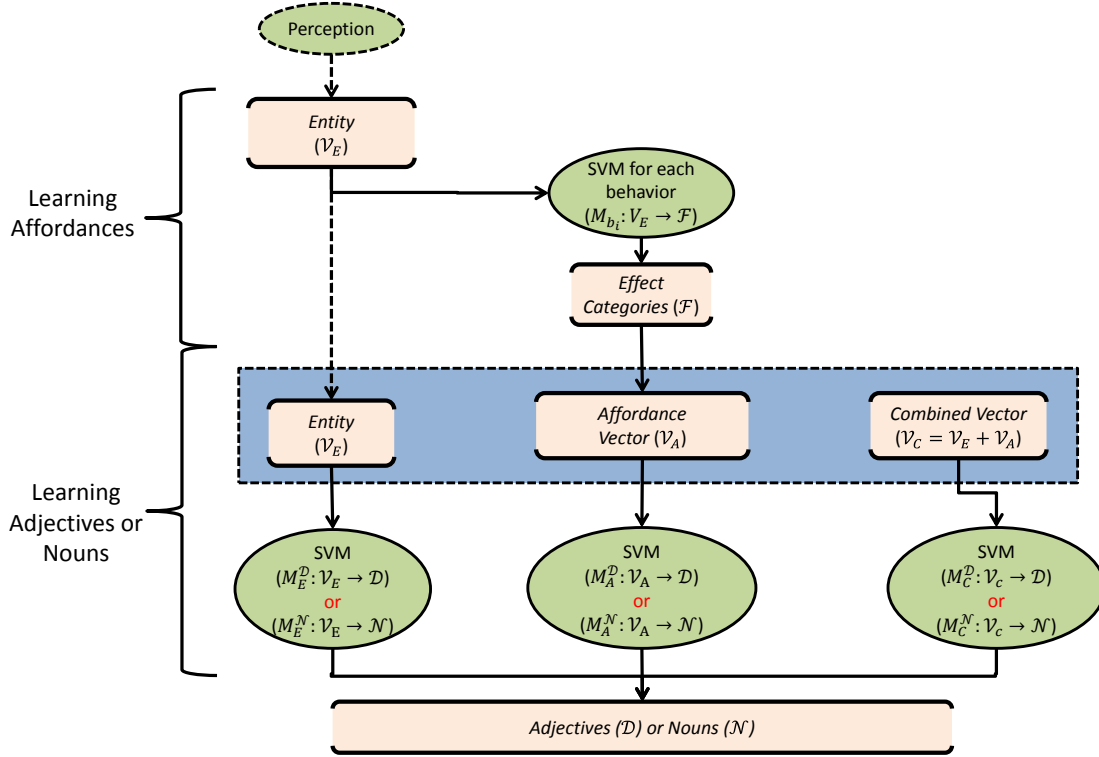 Perception
Entity
(𝒱_E)
SVM for each
behavior
(M_{b_i}: V_E → ℱ)
Learning
Affordances
Effect
Categories (ℱ)
Entity
(𝒱_E)
Affordance
Vector (𝒱_A)
Combined Vector
(𝒱_C = 𝒱_E + 𝒱_A)
Learning
Adjectives or
Nouns
SVM
(M_E^𝒟: 𝒱_E → 𝒟)
or
(M_E^𝒩: 𝒱_E → 𝒩)
SVM
(M_A^𝒟: 𝒱_A → 𝒟)
or
(M_A^𝒩: 𝒱_A → 𝒩)
SVM
(M_C^𝒟: 𝒱_c → 𝒟)
or
(M_C^𝒩: 𝒱_c → 𝒩)
Adjectives (𝒟) or Nouns (𝒩)